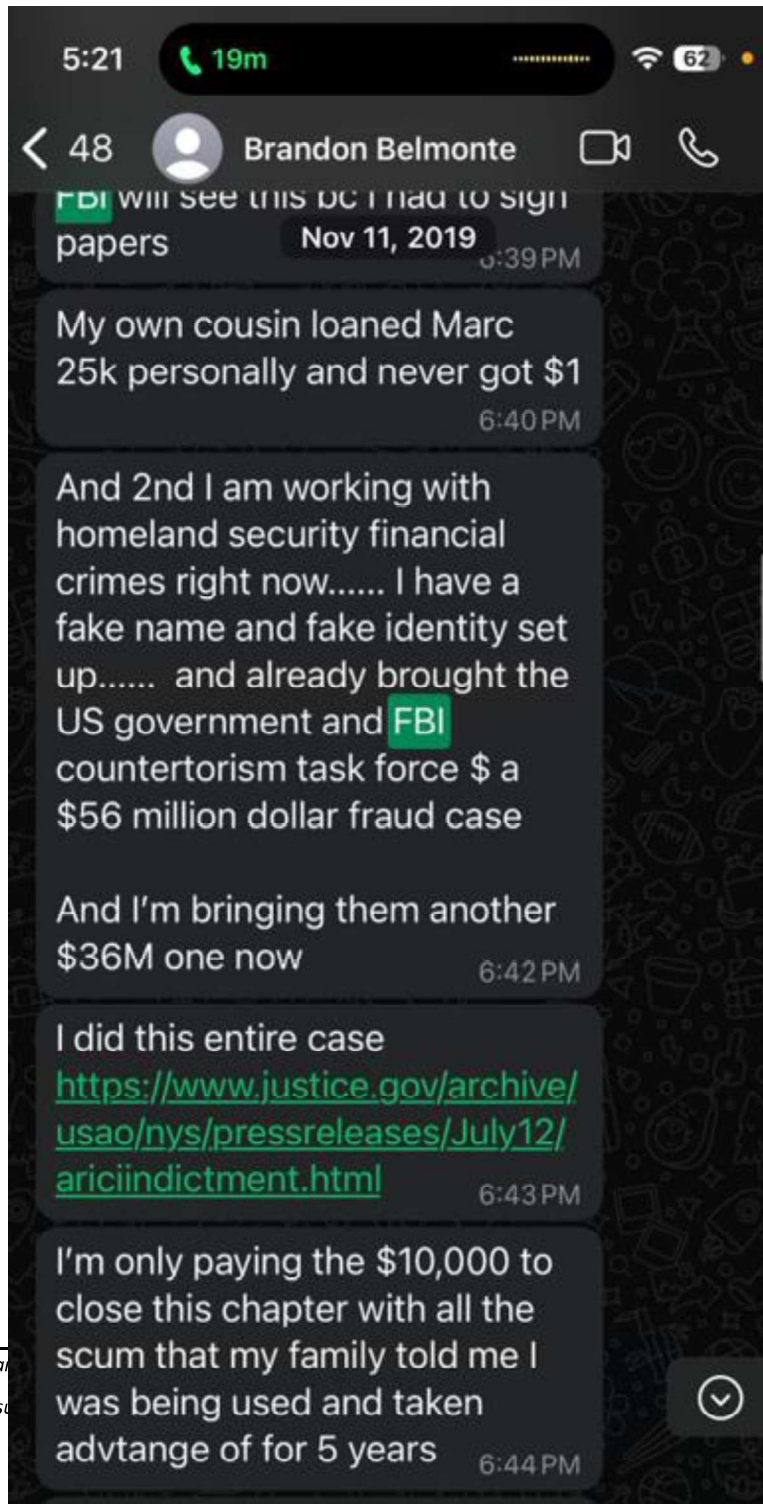 5:21 19m 62
48 Brandon Belmonte
FBI will see this bc i had to sign
papers 6:39 PM
Nov 11, 2019
My own cousin loaned Marc
25k personally and never got $1
6:40 PM
And 2nd I am working with
homeland security financial
crimes right now...... I have a
fake name and fake identity set
up...... and already brought the
US government and FBI
countertorism task force $ a
$56 million dollar fraud case
And I'm bringing them another
$36M one now 6:42 PM
I did this entire case
https://www.justice.gov/archive/
usao/nys/pressreleases/July12/
ariciindictment.html 6:43 PM
I'm only paying the $10,000 to
close this chapter with all the
scum that my family told me I
was being used and taken
advtange of for 5 years 6:44 PM